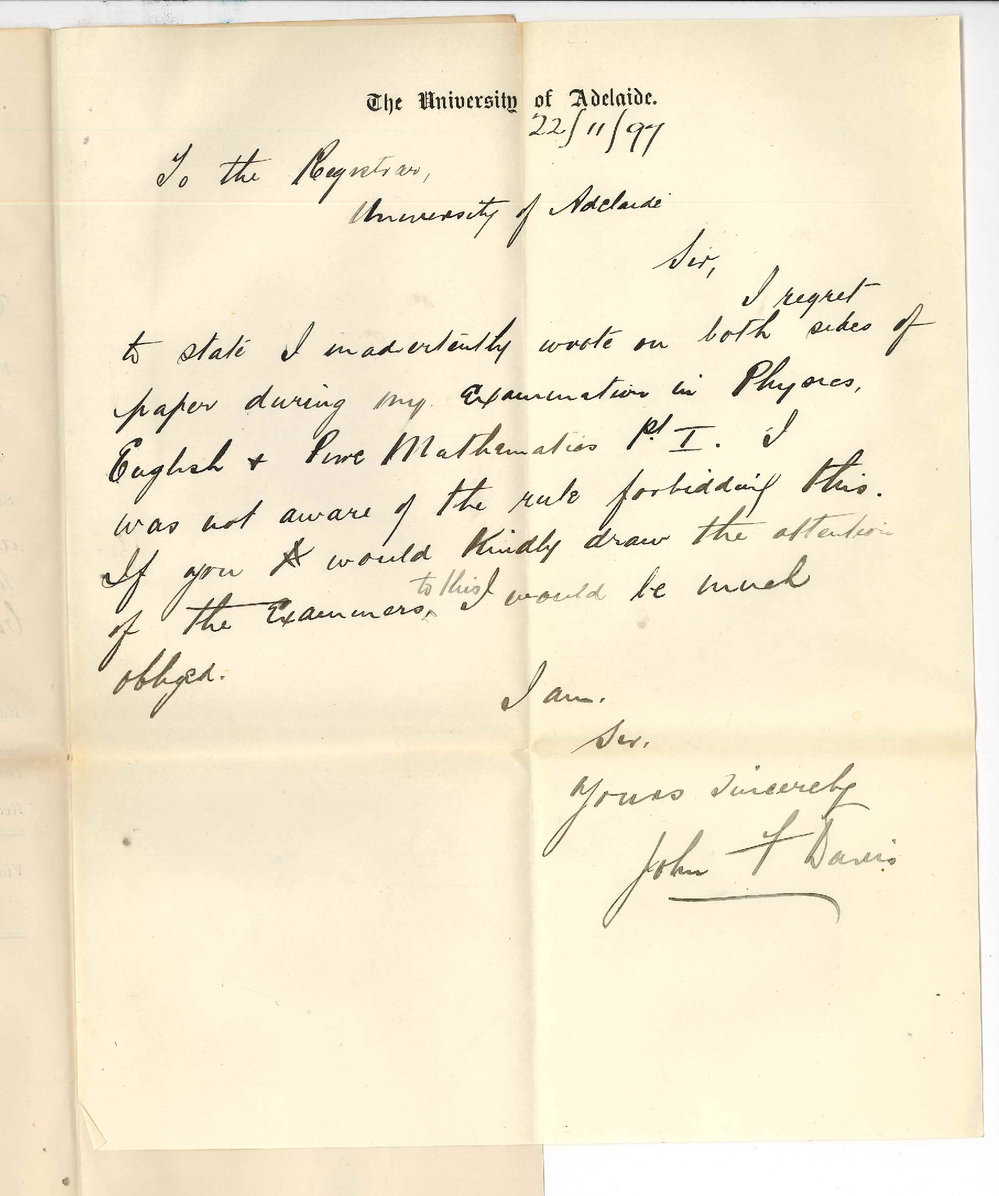 The University of Adelaide.
22/11/97
To the Registrar,
University of Adelaide
Sir,
I regret
to state I inadvertently wrote on both sides of
paper during my Examination in Physics,
English + Pure Mathematics Pt I. I
was not aware of the rule forbidding this.
If you would kindly draw the attention
of the Examiners, to this I would be much
obliged.
I am.
Sir.
Yours Sincerely
John F Davis